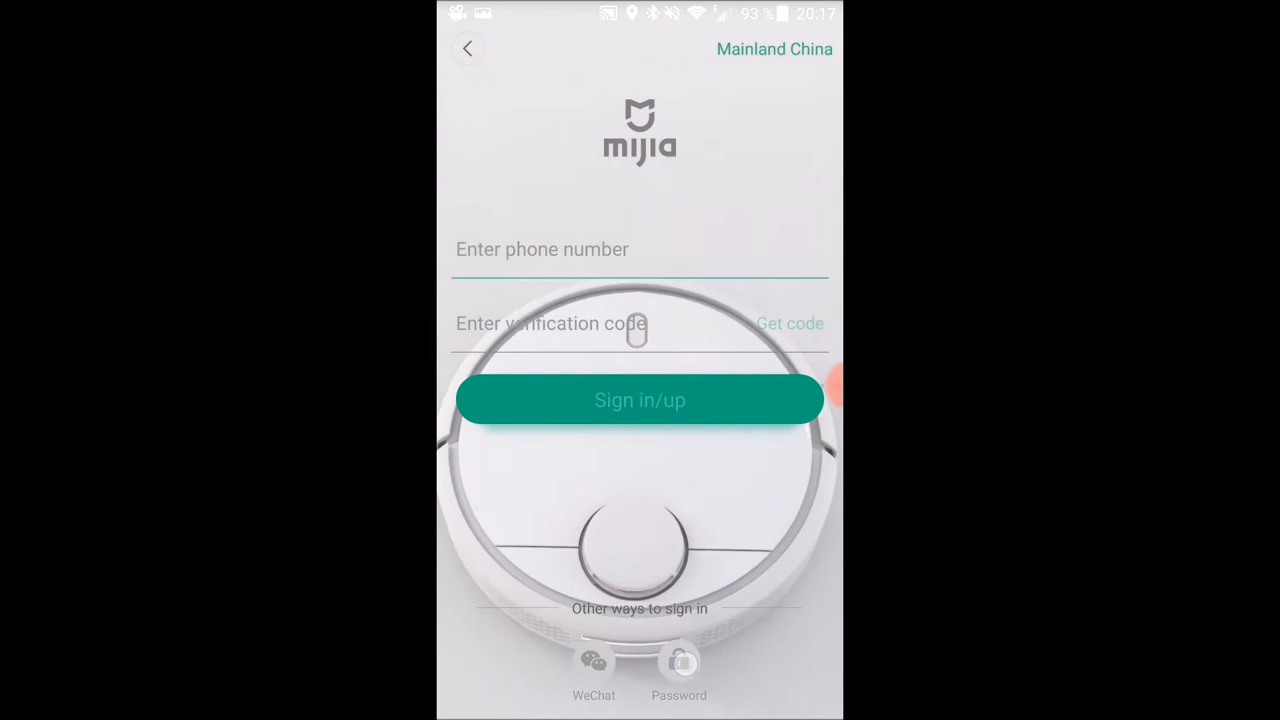 93 % 20:17
Mainland China
mijia
Enter phone number
Enter verification code Get code
Sign in/up
Other ways to sign in
WeChat Password